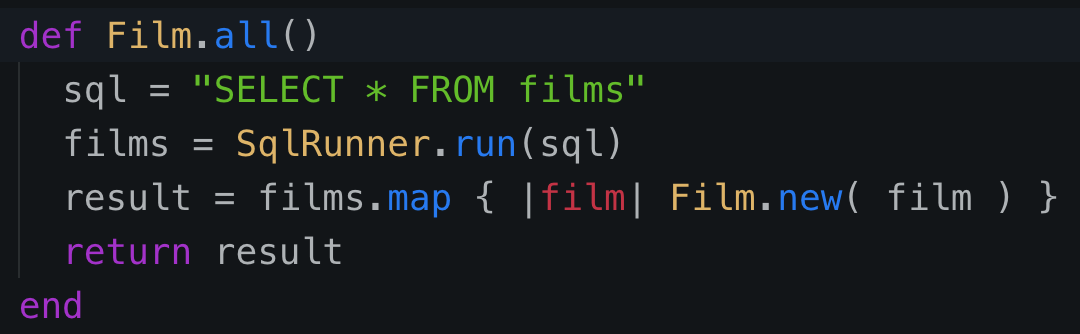 def Film.all()
  sql = "SELECT * FROM films"
  films = SqlRunner.run(sql)
  result = films.map { |film| Film.new( film ) }
  return result
end